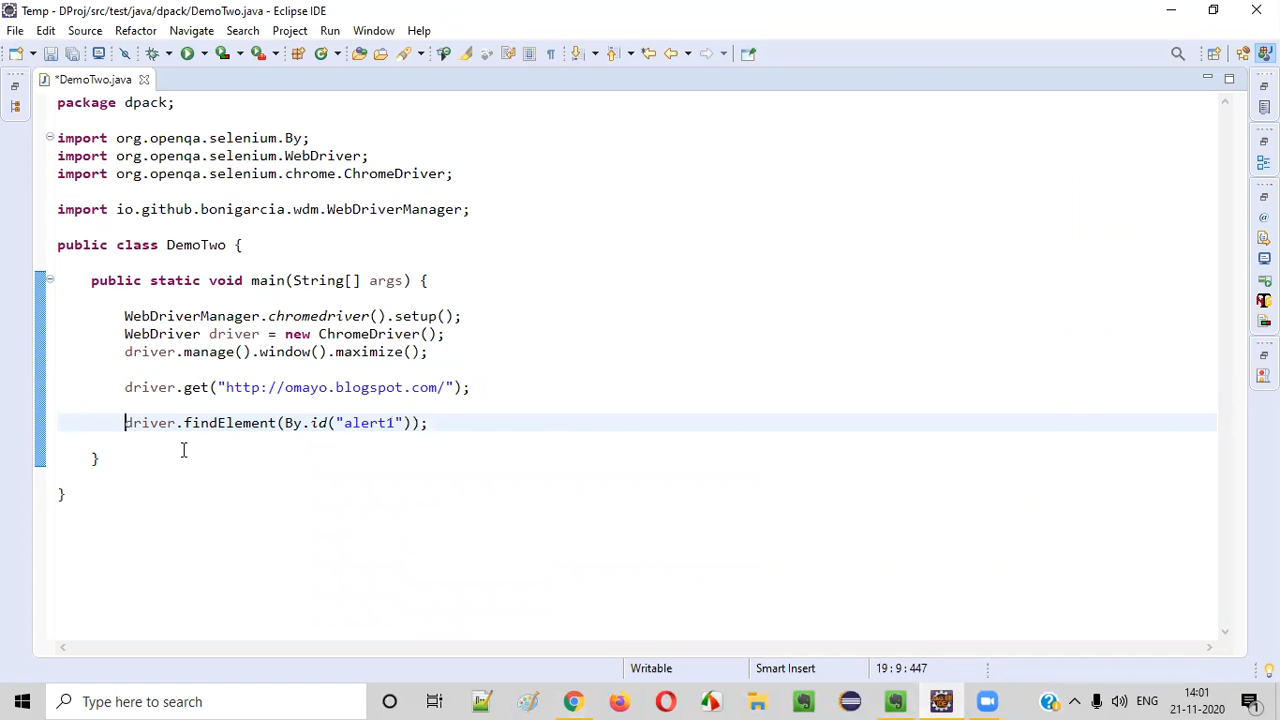 Temp - DProj/src/test/java/dpack/DemoTwo.java - Eclipse IDE
File Edit Source Refactor Navigate Search Project Run Window Help
*DemoTwo.java
package dpack;
import org.openqa.selenium.By;
import org.openqa.selenium.WebDriver;
import org.openqa.selenium.chrome.ChromeDriver;
import io.github.bonigarcia.wdm.WebDriverManager;
public class DemoTwo {
public static void main(String[] args) {
WebDriverManager.chromedriver().setup();
WebDriver driver = new ChromeDriver();
driver.manage().window().maximize();
driver.get("http://omayo.blogspot.com/");
driver.findElement(By.id("alert1"));
}
}
Writable Smart Insert 19 : 9 : 447
Type here to search
14:01
ENG
21-11-2020